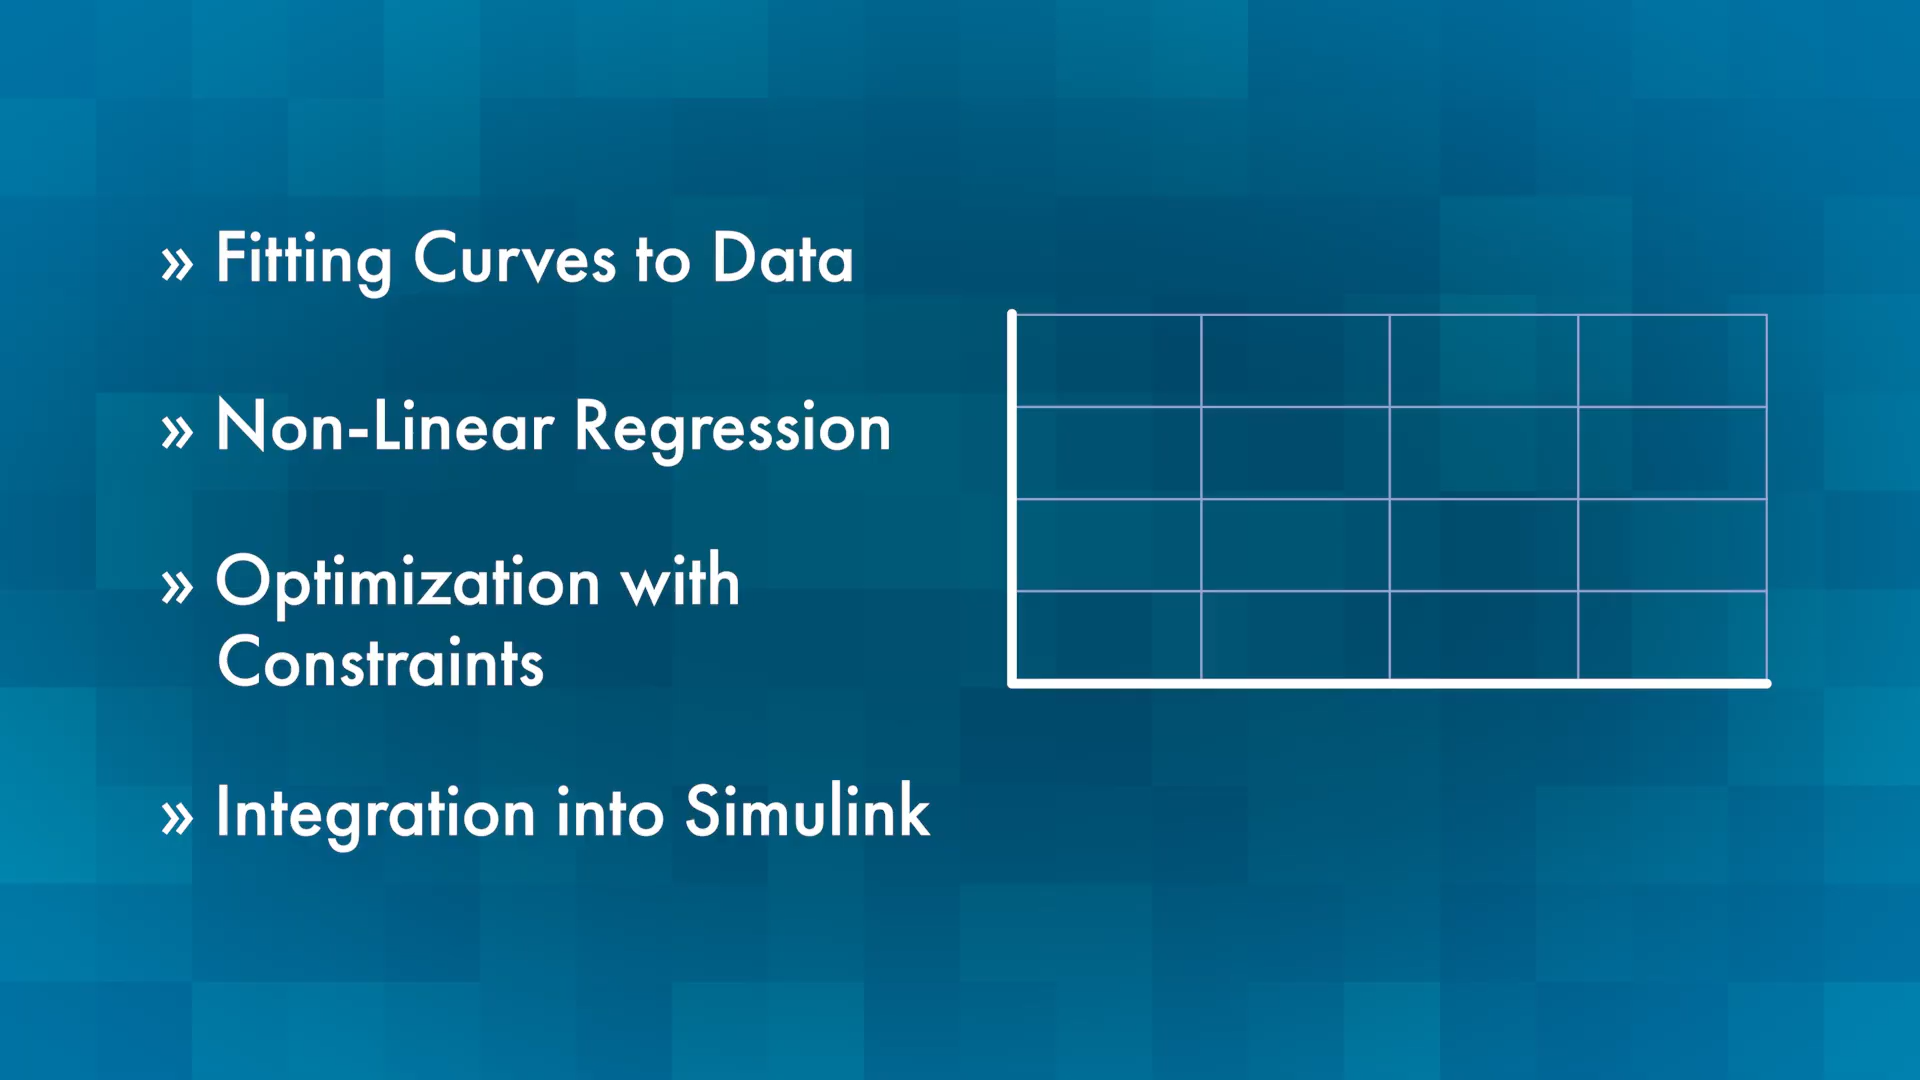 » Fitting Curves to Data
» Non-Linear Regression
» Optimization with
Constraints
» Integration into Simulink